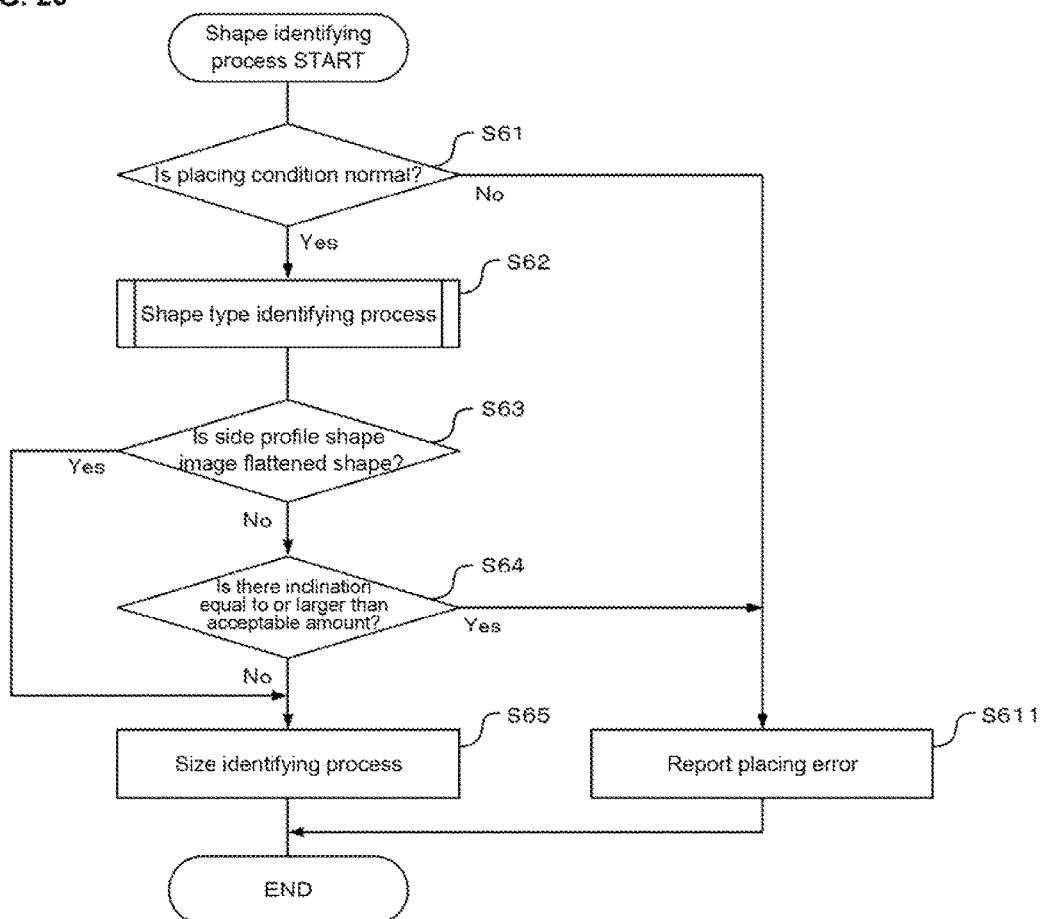 Shape identifying
process START
S61
Is placing condition normal?
No
Yes
S62
Shape type identifying process
S63
Is side profile shape
image flattened shape?
Yes
No
S64
Is there inclination
equal to or larger than
acceptable amount?
Yes
No
S65
Size identifying process
S611
Report placing error
END